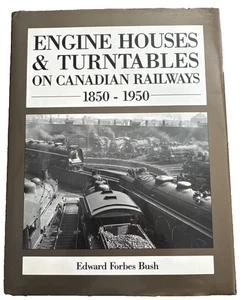 ENGINE HOUSES
& TURNTABLES
ON CANADIAN RAILWAYS
1850 - 1950
Edward Forbes Bush